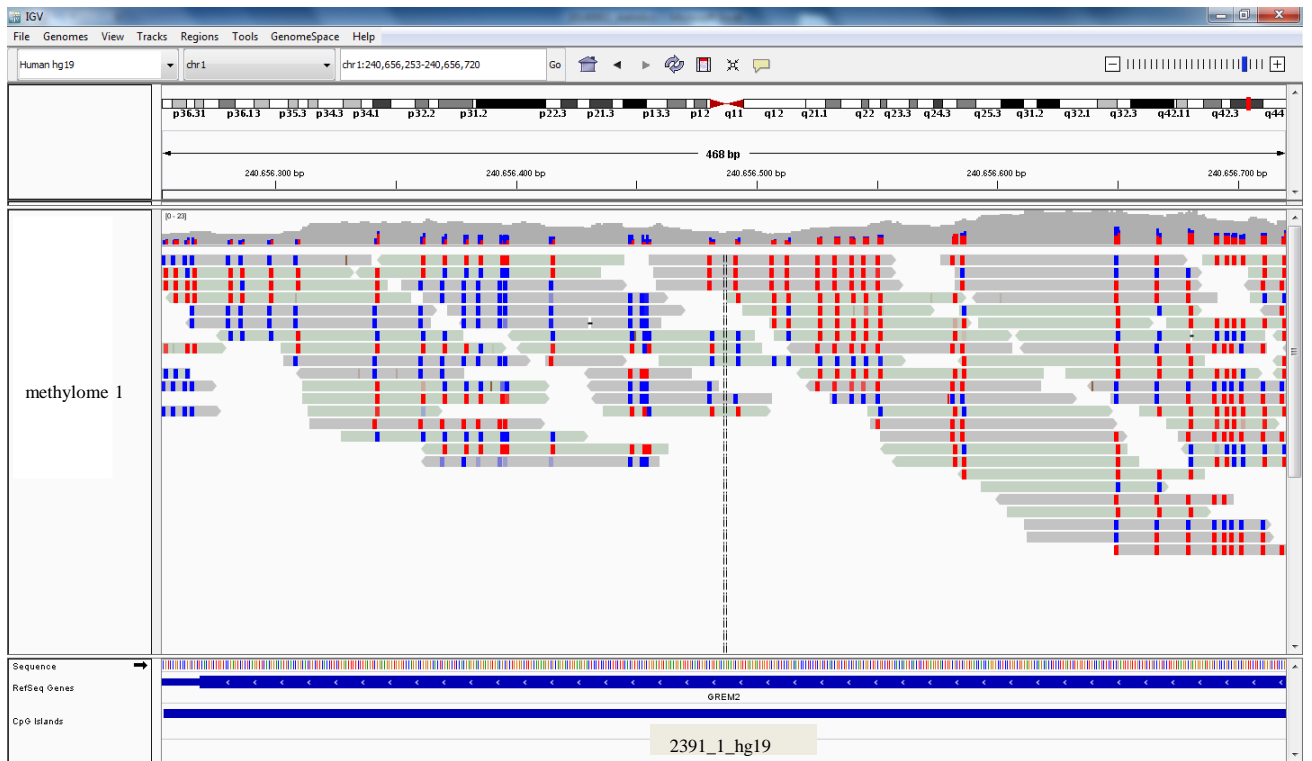 IGV
File Genomes View Tracks Regions Tools GenomeSpace Help
Human hg19 chr1 chr1:240,656,253-240,656,720 Go
p36.31 p36.13 p35.3 p34.3 p34.1 p32.2 p31.2 p22.3 p21.3 p13.3 p12 q11 q12 q21.1 q22 q23.3 q24.3 q25.3 q31.2 q32.1 q32.3 q42.11 q42.3 q44
468 bp
240.656.300 bp 240.656.400 bp 240.656.500 bp 240.656.600 bp 240.656.700 bp
[0 - 23]
methylome 1
Sequence
RefSeq Genes
GREM2
CpG Islands
2391_1_hg19